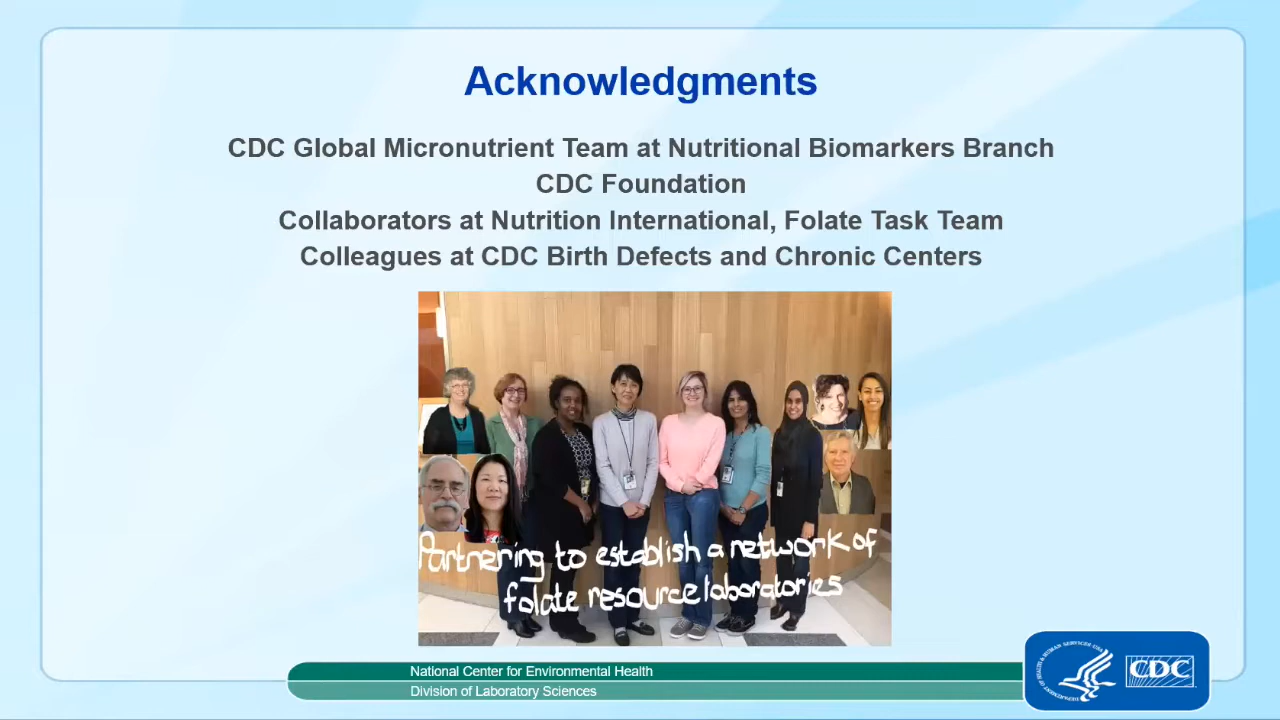 Acknowledgments
CDC Global Micronutrient Team at Nutritional Biomarkers Branch
CDC Foundation
Collaborators at Nutrition International, Folate Task Team
Colleagues at CDC Birth Defects and Chronic Centers
Partnering to establish a network of
folate resource laboratories
National Center for Environmental Health
Division of Laboratory Sciences
CDC